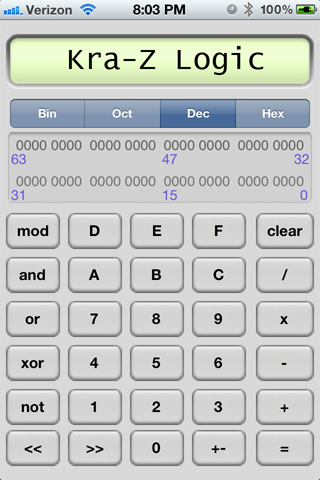 Verizon 8:03 PM 100%
Kra-Z Logic
Bin Oct Dec Hex
0000 0000 0000 0000 0000 0000 0000 0000
63 47 32
0000 0000 0000 0000 0000 0000 0000 0000
31 15 0
mod D E F clear
and A B C /
or 7 8 9 x
xor 4 5 6 -
not 1 2 3 +
<< >> 0 +- =